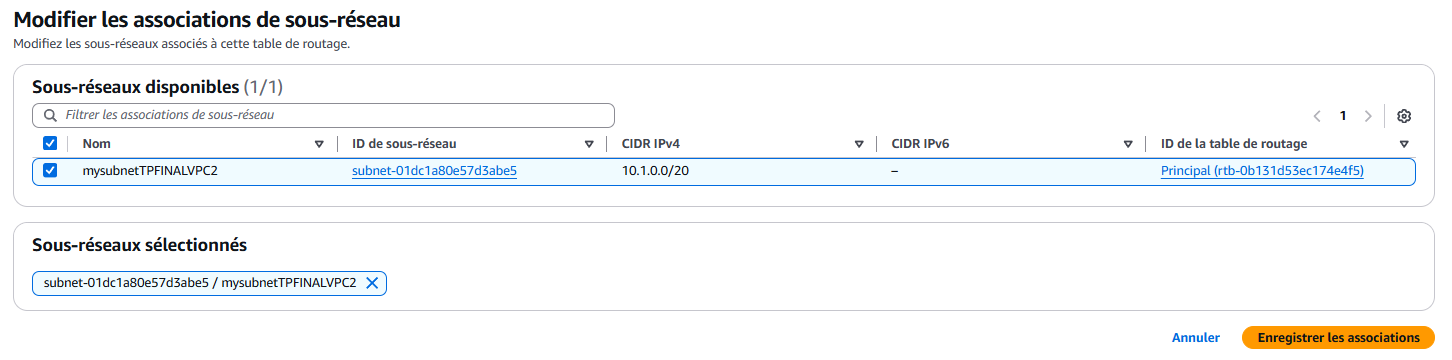 Modifier les associations de sous-réseau
Modifiez les sous-réseaux associés à cette table de routage.
Sous-réseaux disponibles (1/1)
Filtrer les associations de sous-réseau
1
Nom ID de sous-réseau CIDR IPv4 CIDR IPv6 ID de la table de routage
mysubnetTPFINALVPC2 subnet-01dc1a80e57d3abe5 10.1.0.0/20 – Principal (rtb-0b131d53ec174e4f5)
Sous-réseaux sélectionnés
subnet-01dc1a80e57d3abe5 / mysubnetTPFINALVPC2
Annuler Enregistrer les associations